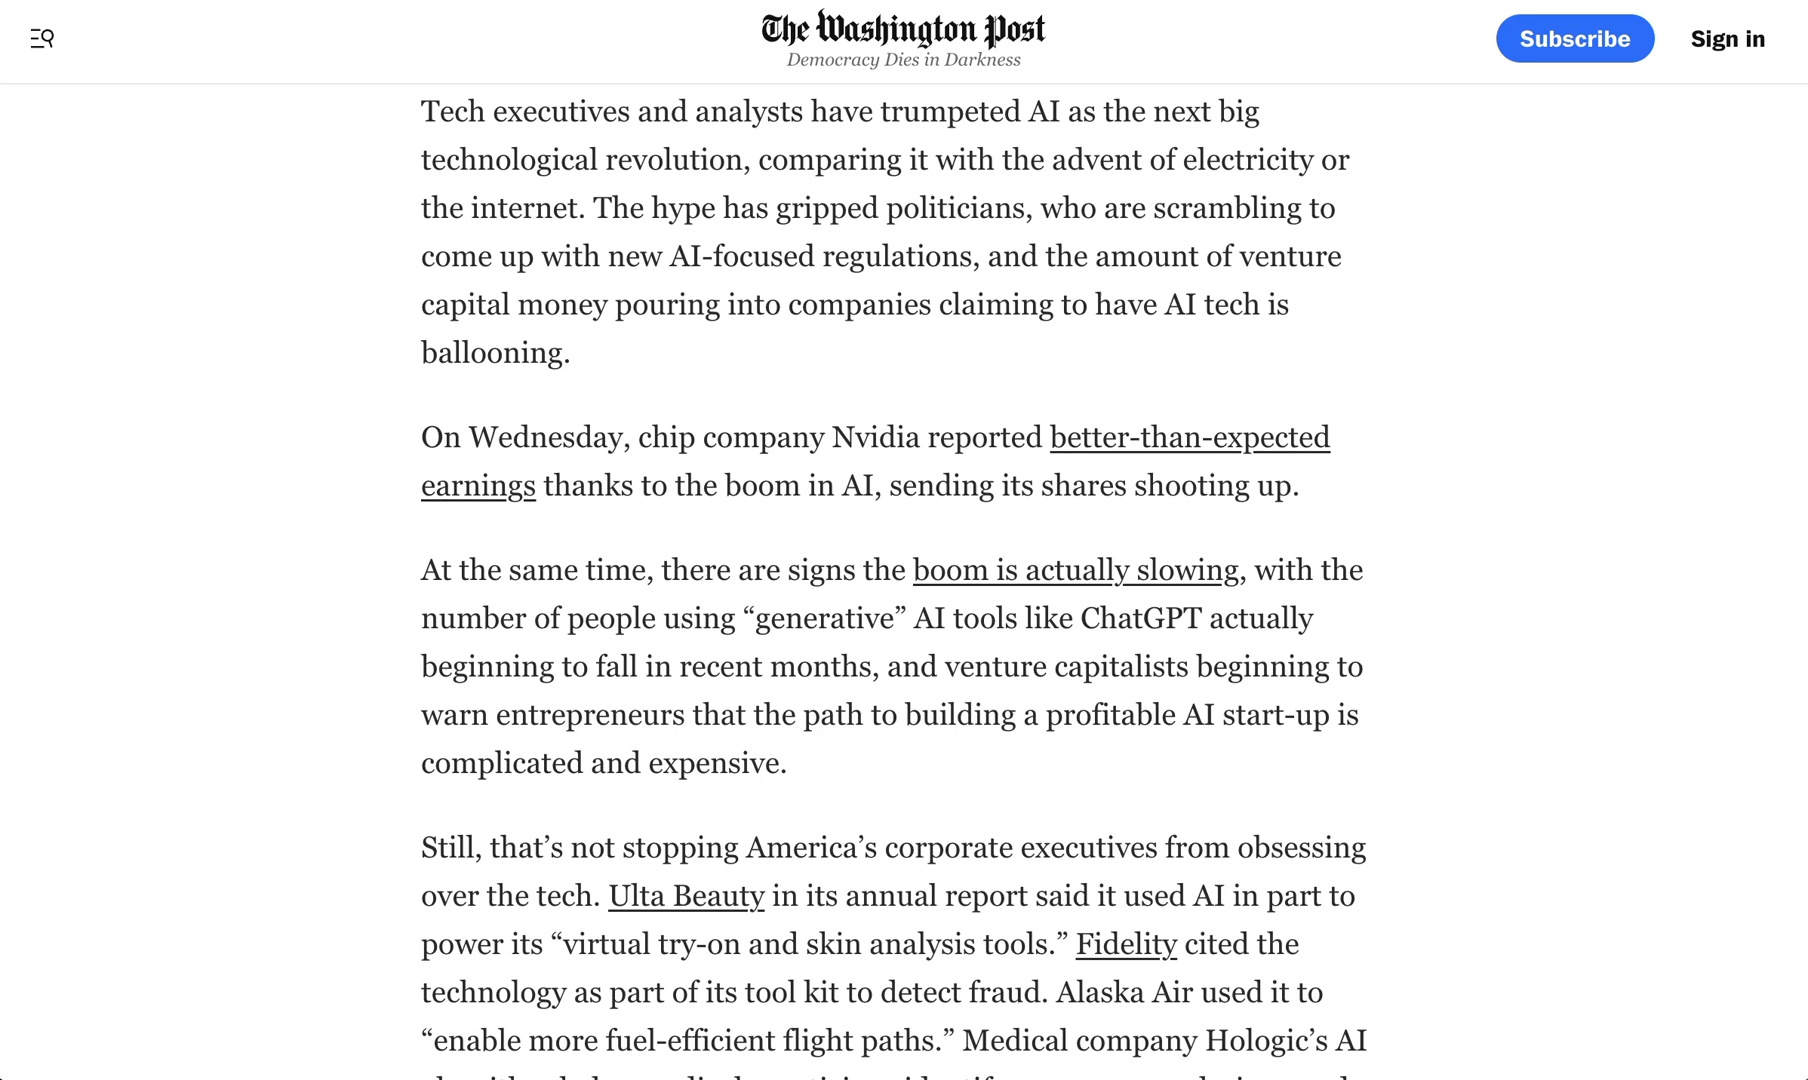 The Washington Post
Democracy Dies in Darkness
Subscribe
Sign in
Tech executives and analysts have trumpeted AI as the next big
technological revolution, comparing it with the advent of electricity or
the internet. The hype has gripped politicians, who are scrambling to
come up with new AI-focused regulations, and the amount of venture
capital money pouring into companies claiming to have AI tech is
ballooning.
On Wednesday, chip company Nvidia reported better-than-expected
earnings thanks to the boom in AI, sending its shares shooting up.
At the same time, there are signs the boom is actually slowing, with the
number of people using “generative” AI tools like ChatGPT actually
beginning to fall in recent months, and venture capitalists beginning to
warn entrepreneurs that the path to building a profitable AI start-up is
complicated and expensive.
Still, that’s not stopping America’s corporate executives from obsessing
over the tech. Ulta Beauty in its annual report said it used AI in part to
power its “virtual try-on and skin analysis tools.” Fidelity cited the
technology as part of its tool kit to detect fraud. Alaska Air used it to
“enable more fuel-efficient flight paths.” Medical company Hologic’s AI